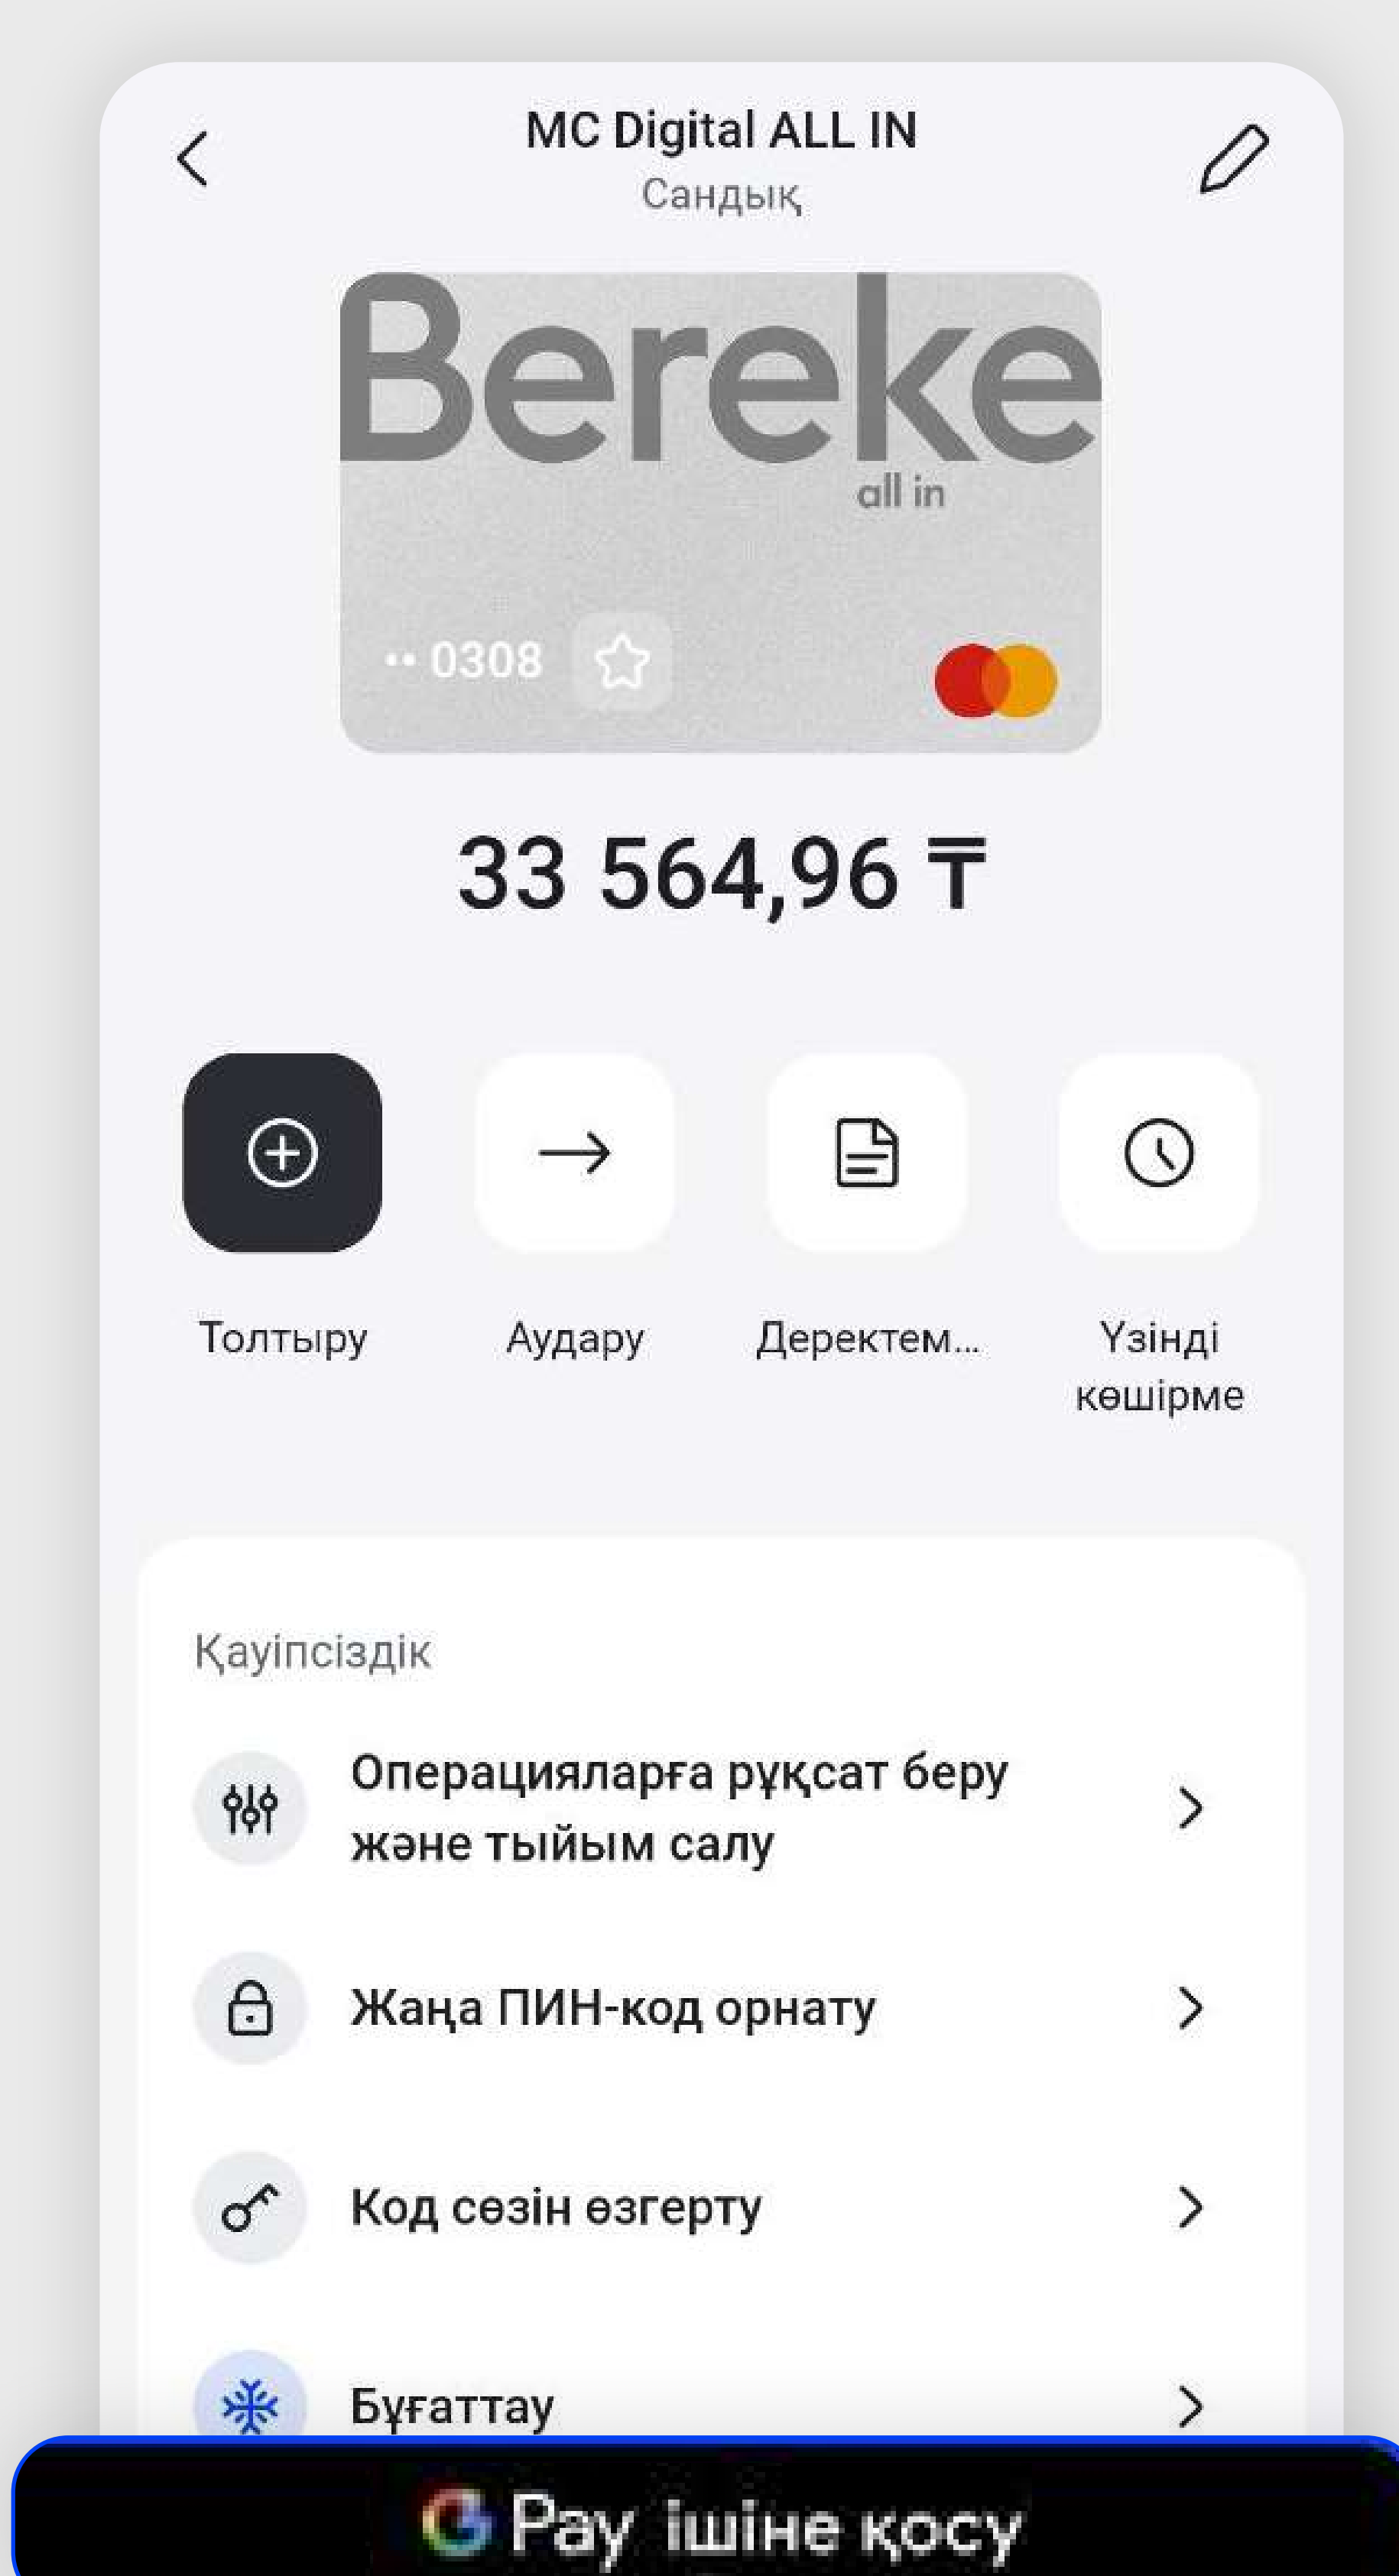 MC Digital ALL IN
Сандық
Bereke
all in
·· 0308
33 564,96 ₸
Толтыру
Аудару
Деректем...
Үзінді
көшірме
Қауіпсіздік
Операцияларға рұқсат беру
және тыйым салу
Жаңа ПИН-код орнату
Код сөзін өзгерту
Бұғаттау
G Pay ішіне қосу